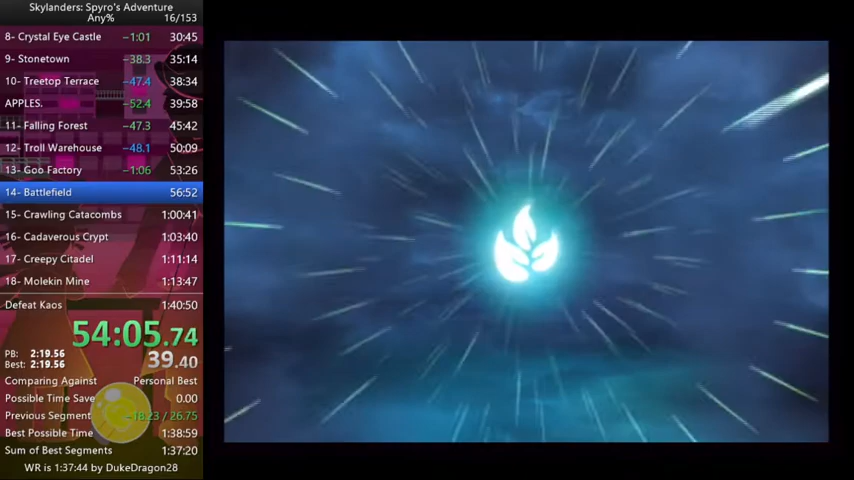 Skylanders: Spyro's Adventure
Any% 16/153
8- Crystal Eye Castle −1:01 30:45
9- Stonetown −38.3 35:14
10- Treetop Terrace −47.4 38:34
APPLES. −52.4 39:58
11- Falling Forest −47.3 45:42
12- Troll Warehouse −48.1 50:09
13- Goo Factory −1:06 53:26
14- Battlefield 56:52
15- Crawling Catacombs 1:00:41
16- Cadaverous Crypt 1:03:40
17- Creepy Citadel 1:11:14
18- Molekin Mine 1:13:47
Defeat Kaos 1:40:50
54:05.74
PB: 2:19.56
Best: 2:19.56
39.40
Comparing Against Personal Best
Possible Time Save 0.00
Previous Segment −18.23 / 26.75
Best Possible Time 1:38:59
Sum of Best Segments 1:37:20
WR is 1:37:44 by DukeDragon28